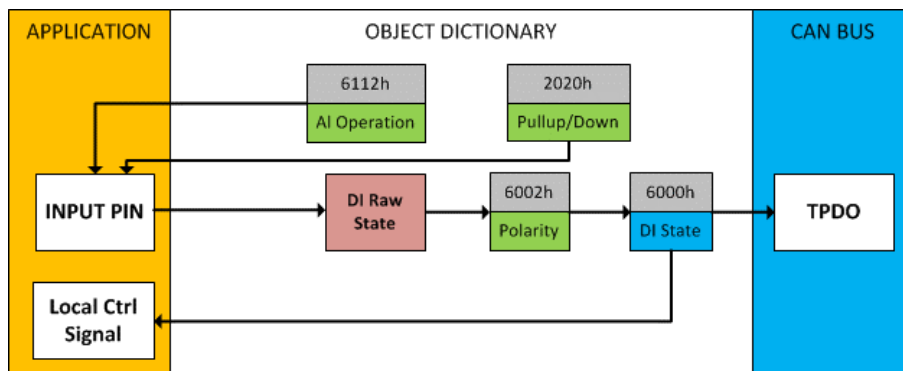 APPLICATION
OBJECT DICTIONARY
CAN BUS
6112h
AI Operation
2020h
Pullup/Down
INPUT PIN
DI Raw
State
6002h
Polarity
6000h
DI State
TPDO
Local Ctrl
Signal